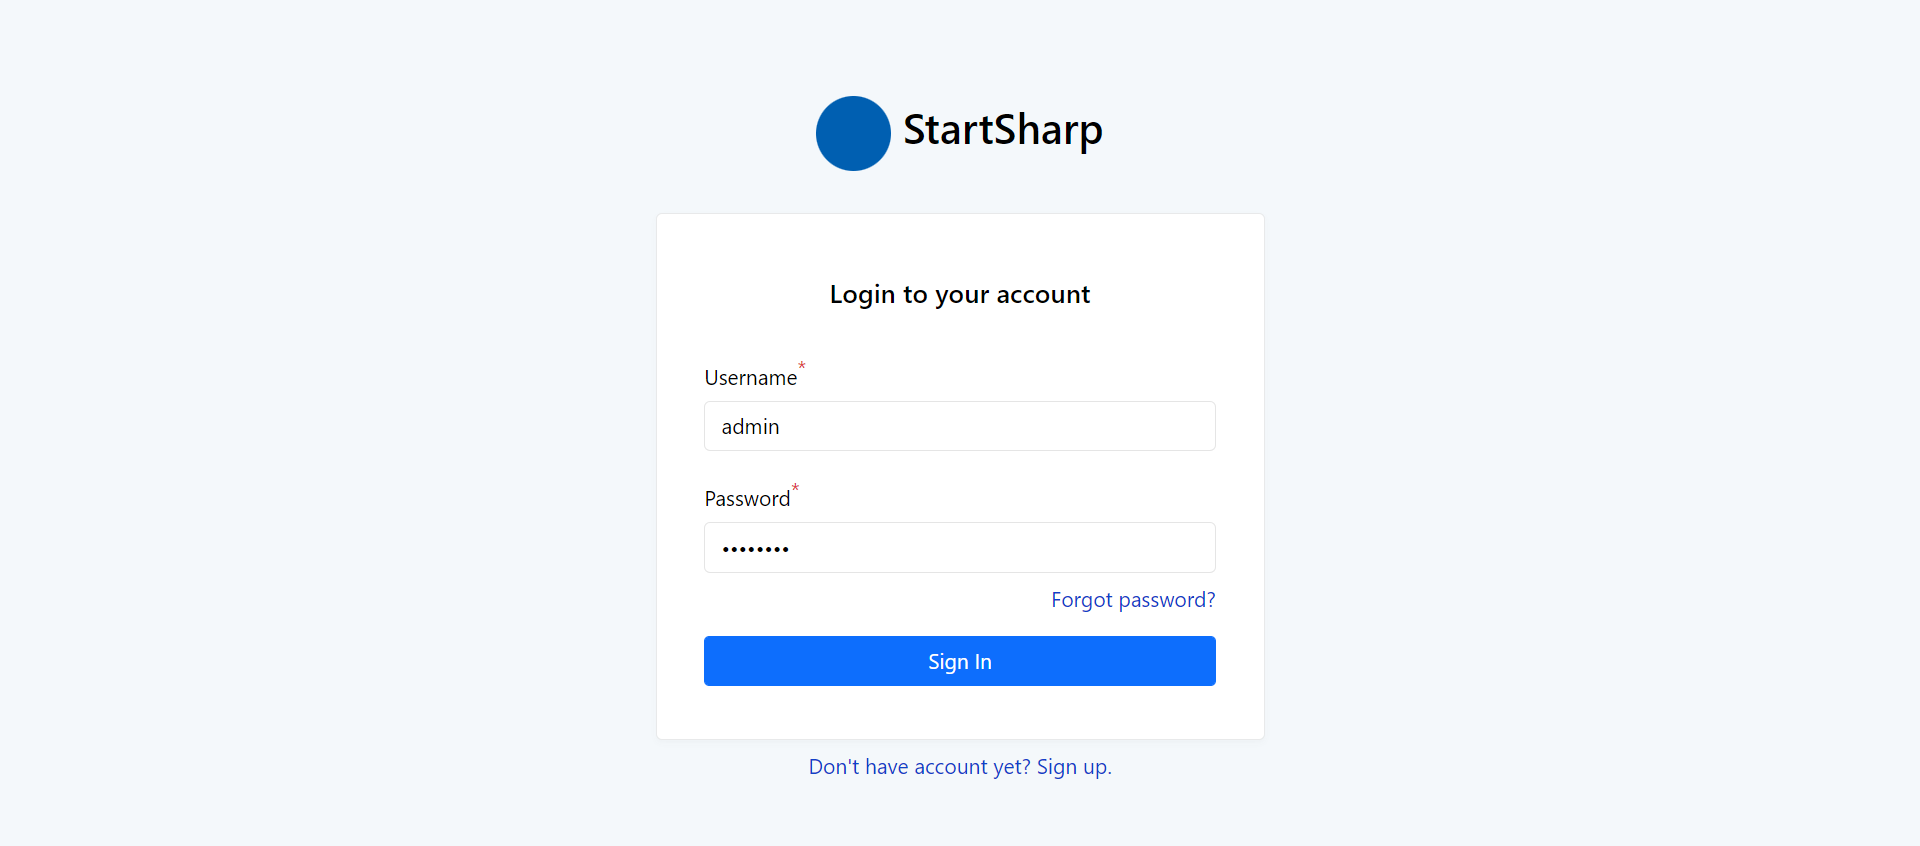 StartSharp
Login to your account
Username*
admin
Password*
••••••••
Forgot password?
Sign In
Don't have account yet? Sign up.